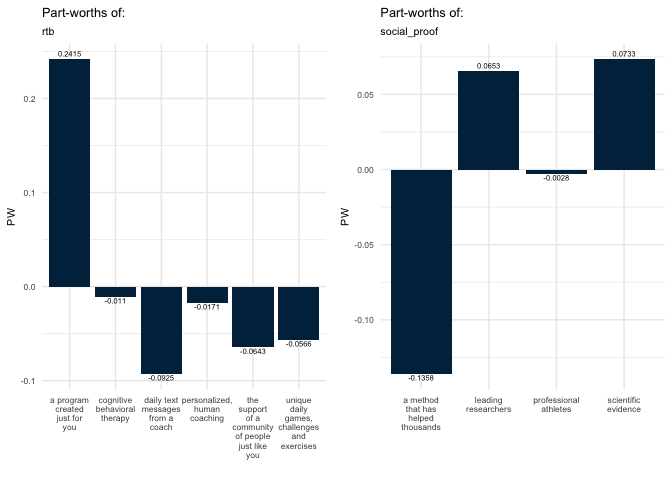 Part-worths of:
rtb
PW
0.2
0.1
0.0
-0.1
0.2415
-0.011
-0.0925
-0.0171
-0.0643
-0.0566
a program
created
just for
you
cognitive
behavioral
therapy
daily text
messages
from a
coach
personalized,
human
coaching
the
support
of a
community
of people
just like
you
unique
daily
games,
challenges
and
exercises
Part-worths of:
social_proof
PW
0.05
0.00
-0.05
-0.10
-0.1358
0.0653
-0.0028
0.0733
a method
that has
helped
thousands
leading
researchers
professional
athletes
scientific
evidence